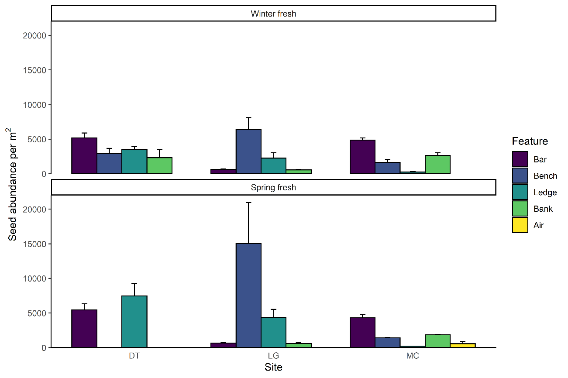 Winter fresh
20000
15000
10000
5000
0
Spring fresh
20000
15000
10000
5000
0
DT LG MC
Site
Seed abundance per m2
Feature
Bar
Bench
Ledge
Bank
Air